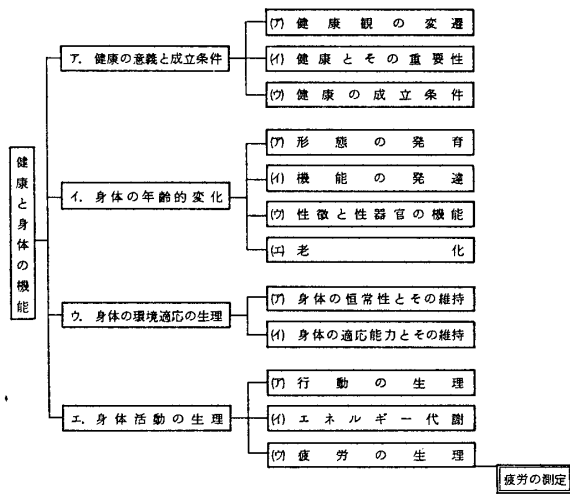 健康と身体の機能
ア. 健康の意義と成立条件
(ア) 健康観の変遷
(イ) 健康とその重要性
(ウ) 健康の成立条件
イ. 身体の年齢的変化
(ア) 形態の発育
(イ) 機能の発達
(ウ) 性徴と性器官の機能
(エ) 老化
ウ. 身体の環境適応の生理
(ア) 身体の恒常性とその維持
(イ) 身体の適応能力とその維持
エ. 身体活動の生理
(ア) 行動の生理
(イ) エネルギー代謝
(ウ) 疲労の生理
疲労の測定